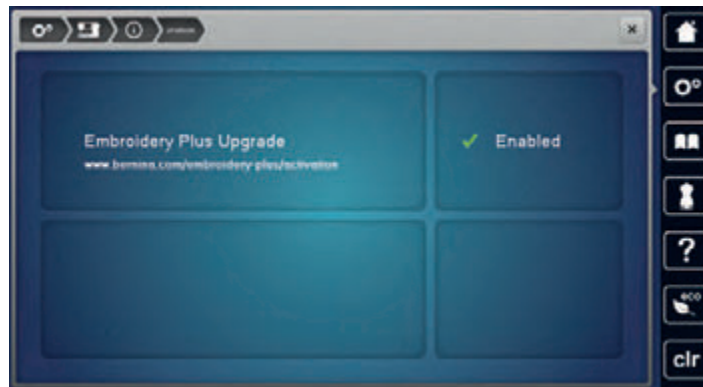 Embroidery Plus Upgrade
Enabled
www.bernina.com/embroidery-plus/activation
?
eco
clr